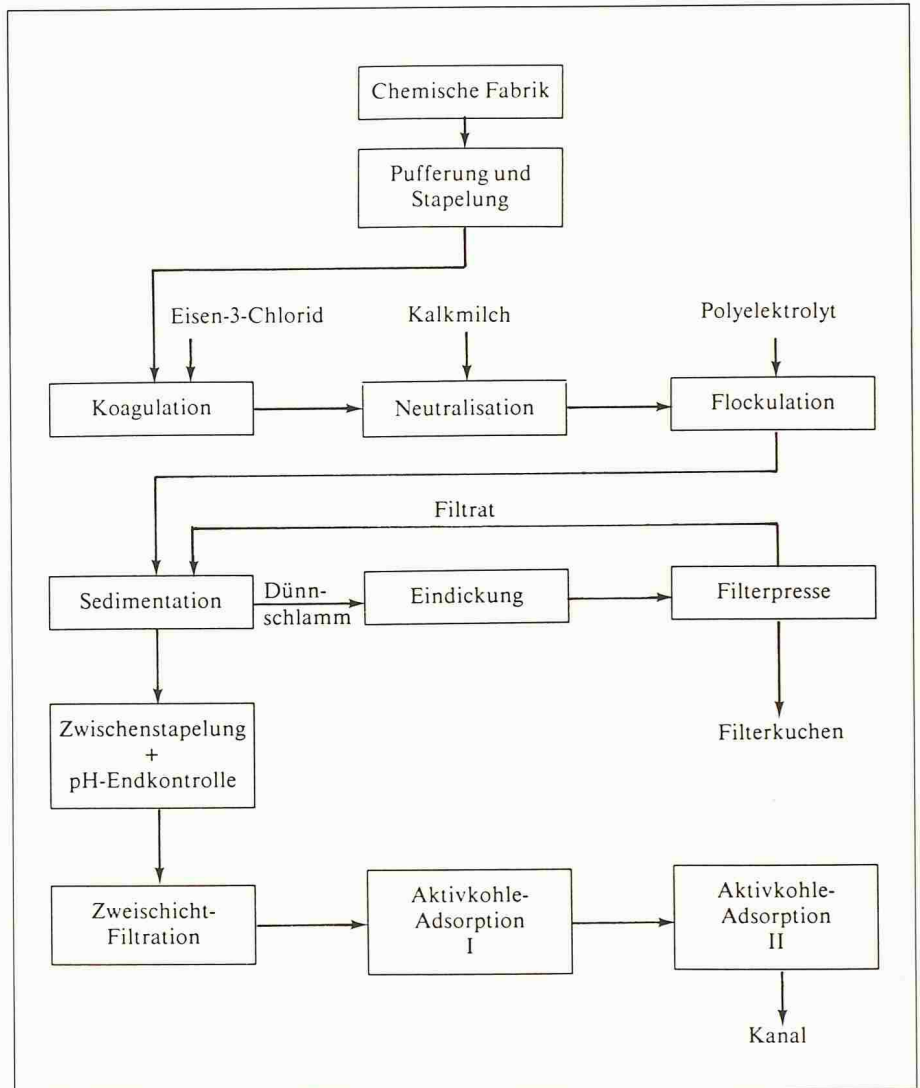 Chemische Fabrik
Pufferung und
Stapelung
Eisen-3-Chlorid
Kalkmilch
Polyelektrolyt
Koagulation
Neutralisation
Flockulation
Filtrat
Sedimentation
Dünn-
schlamm
Eindickung
Filterpresse
Zwischenstapelung
+
pH-Endkontrolle
Filterkuchen
Zweischicht-
Filtration
Aktivkohle-
Adsorption
I
Aktivkohle-
Adsorption
II
Kanal